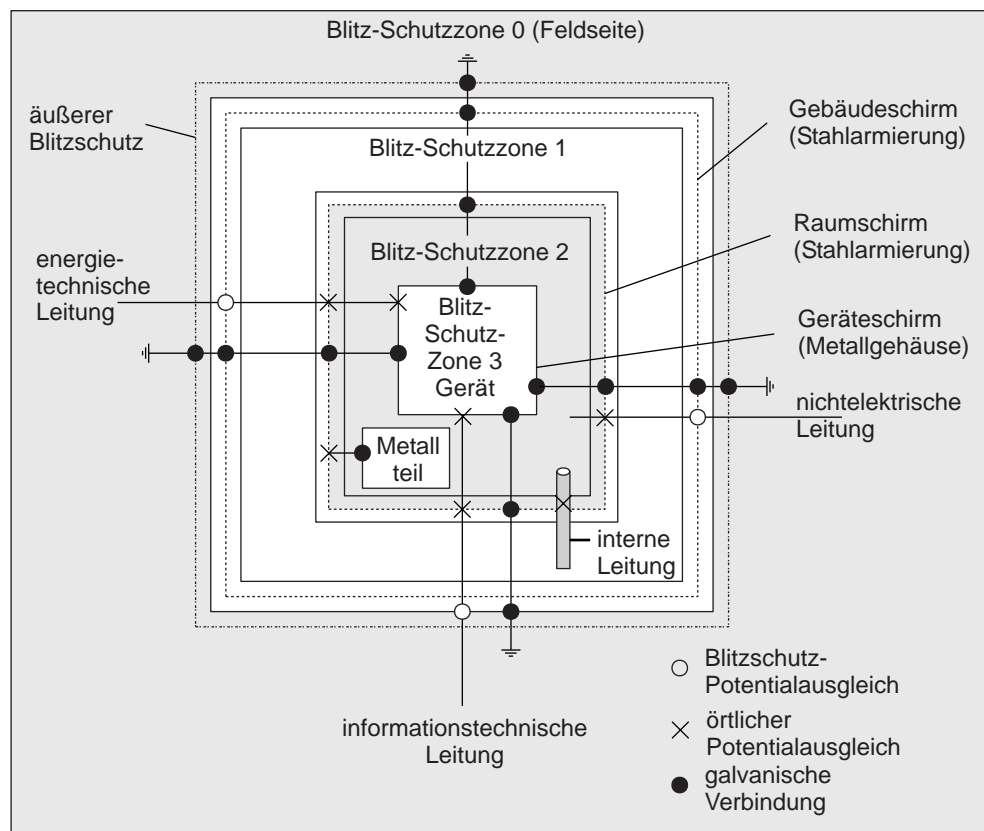 Blitz-Schutzzone 0 (Feldseite)
äußerer
Blitzschutz
Gebäudeschirm
(Stahlarmierung)
Blitz-Schutzzone 1
Raumschirm
(Stahlarmierung)
Blitz-Schutzzone 2
energie-
technische
Leitung
Blitz-
Schutz-
Zone 3
Gerät
Geräteschirm
(Metallgehäuse)
nichtelektrische
Leitung
Metall
teil
interne
Leitung
informationstechnische
Leitung
Blitzschutz-
Potentialausgleich
örtlicher
Potentialausgleich
galvanische
Verbindung